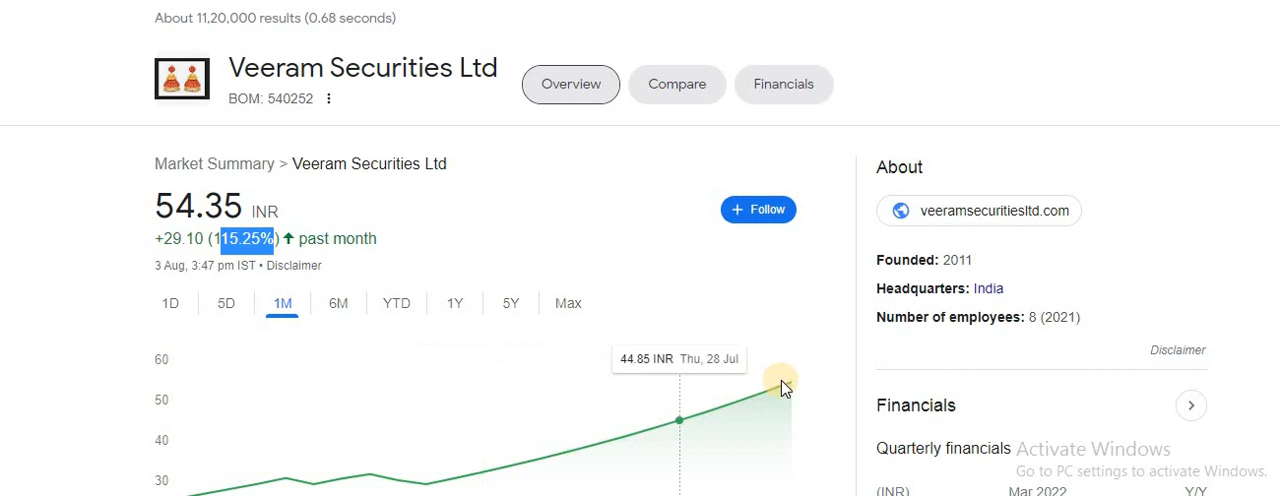 About 11,20,000 results (0.68 seconds)
Veeram Securities Ltd
BOM: 540252
Overview
Compare
Financials
Market Summary > Veeram Securities Ltd
54.35 INR
+29.10 (115.25%) ↑ past month
3 Aug, 3:47 pm IST • Disclaimer
+ Follow
1D 5D 1M 6M YTD 1Y 5Y Max
44.85 INR Thu, 28 Jul
60
50
40
30
About
veeramsecuritiesltd.com
Founded: 2011
Headquarters: India
Number of employees: 8 (2021)
Disclaimer
Financials
Quarterly financials
(INR) Mar 2022 Y/Y
Activate Windows
Go to PC settings to activate Windows.